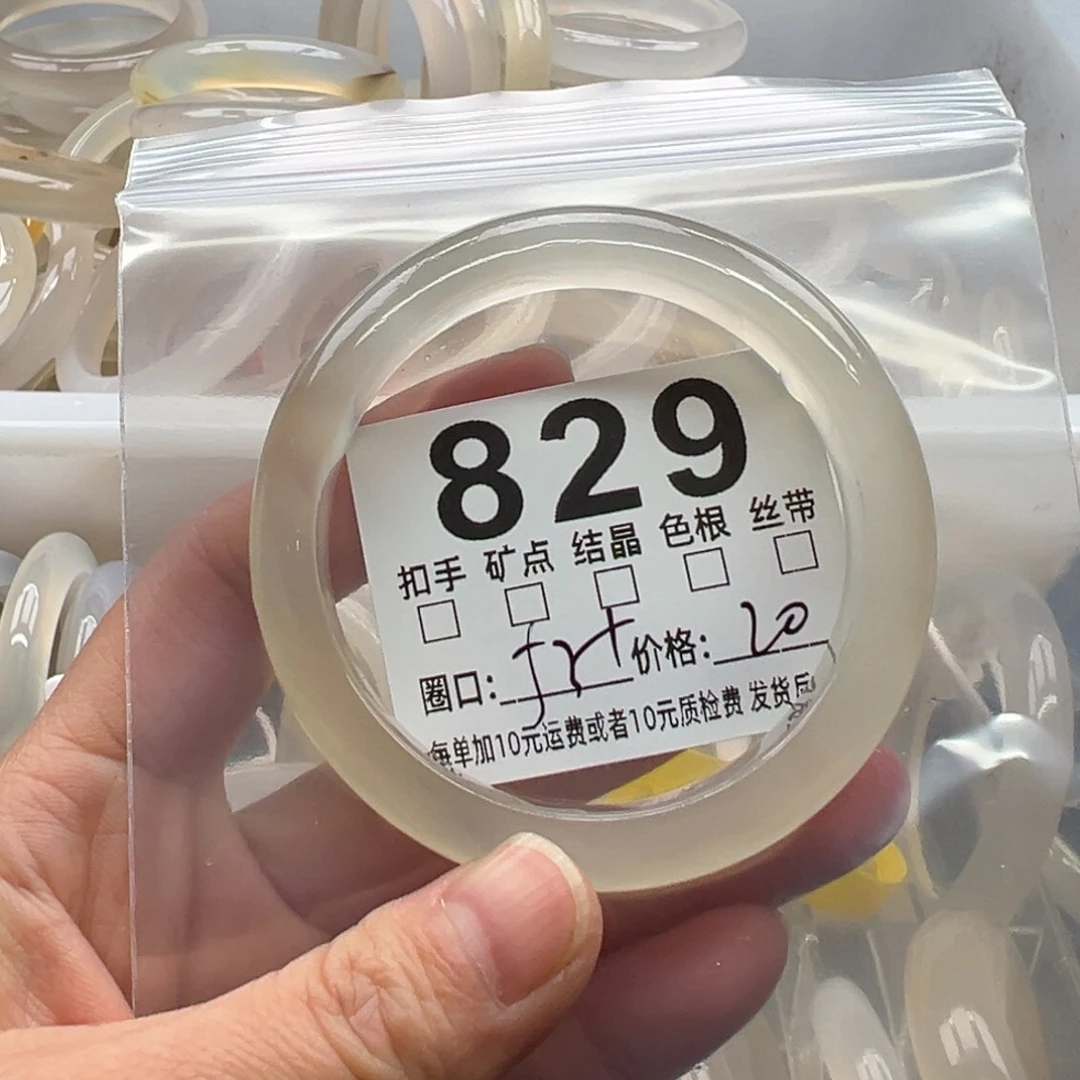 829
扣手 矿点 结晶 色根 丝带
圈口: 价格: 20
每单加10元运费或者10元质检费 发货后